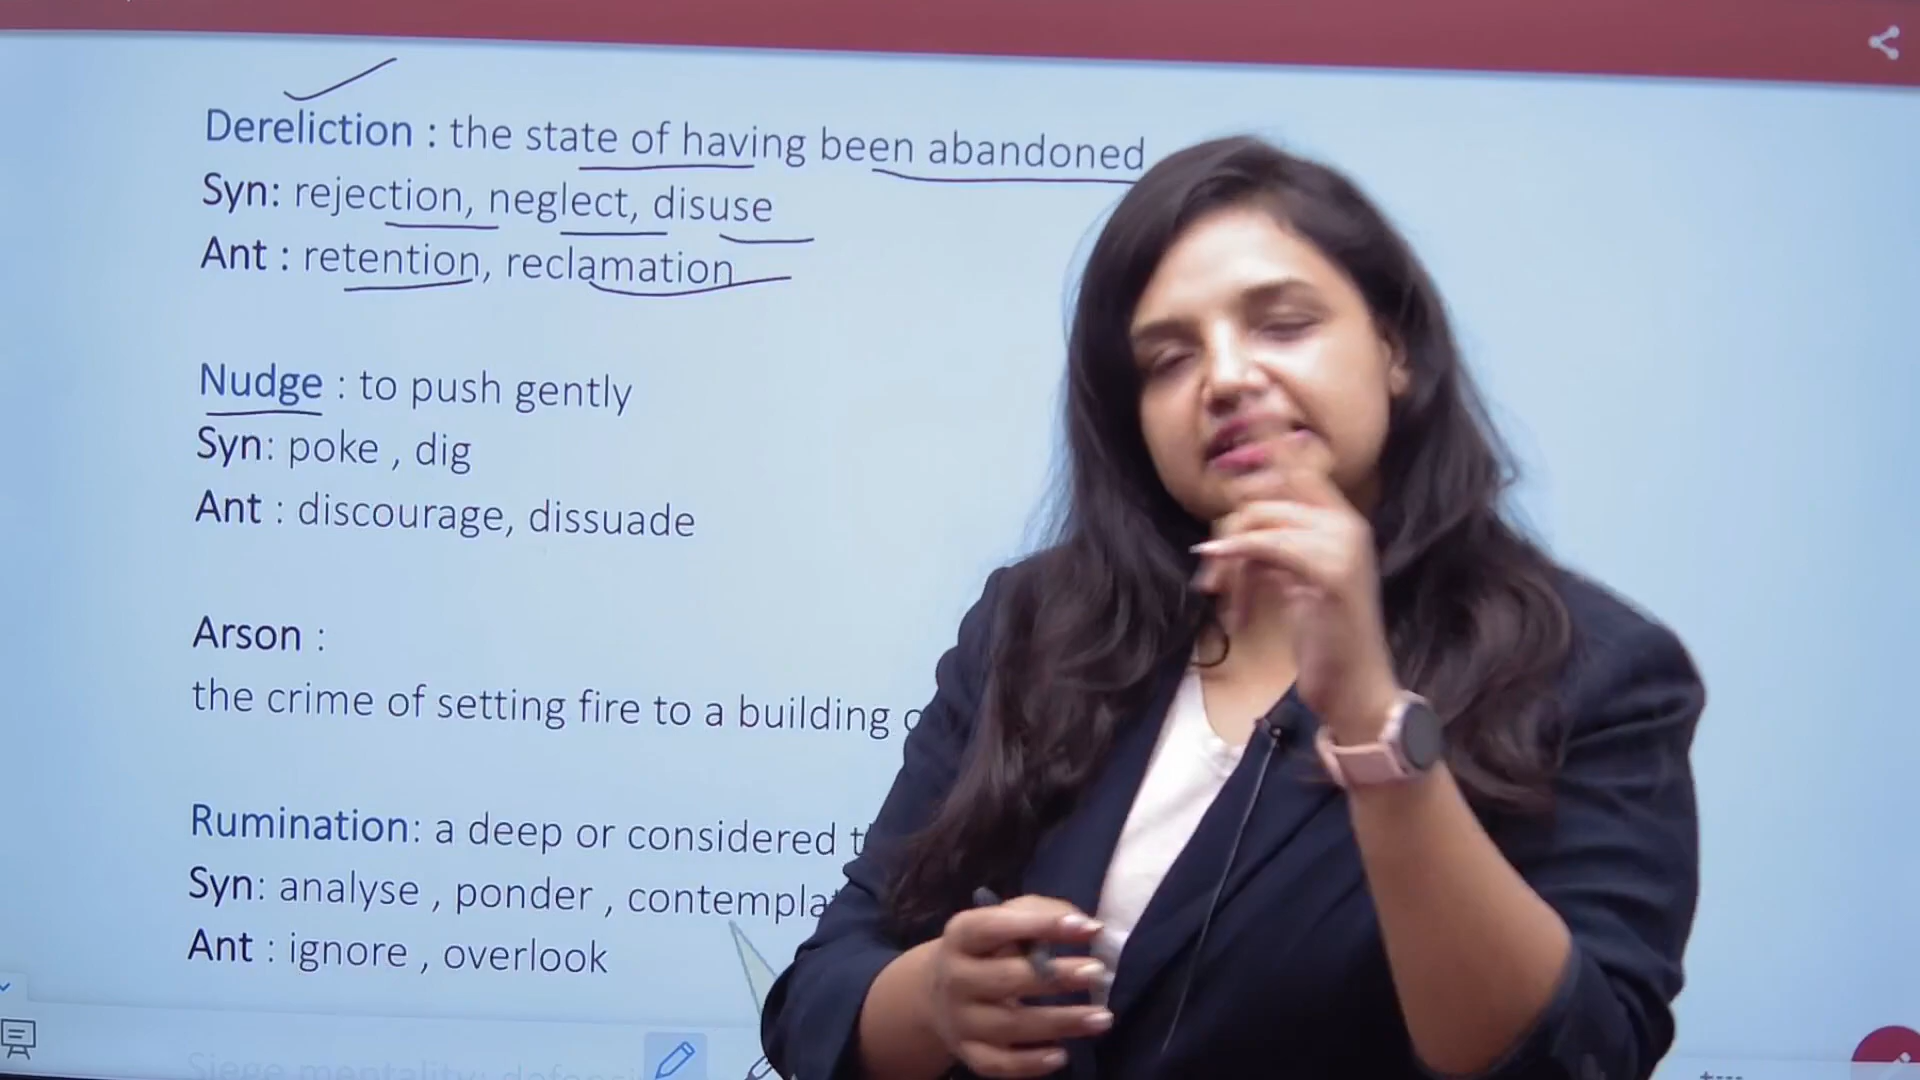 Dereliction : the state of having been abandoned
Syn: rejection, neglect, disuse
Ant : retention, reclamation
Nudge : to push gently
Syn: poke , dig
Ant : discourage, dissuade
Arson :
the crime of setting fire to a building
Rumination: a deep or considered
Syn: analyse , ponder ,
Ant : ignore , overlook
Siege mentality: